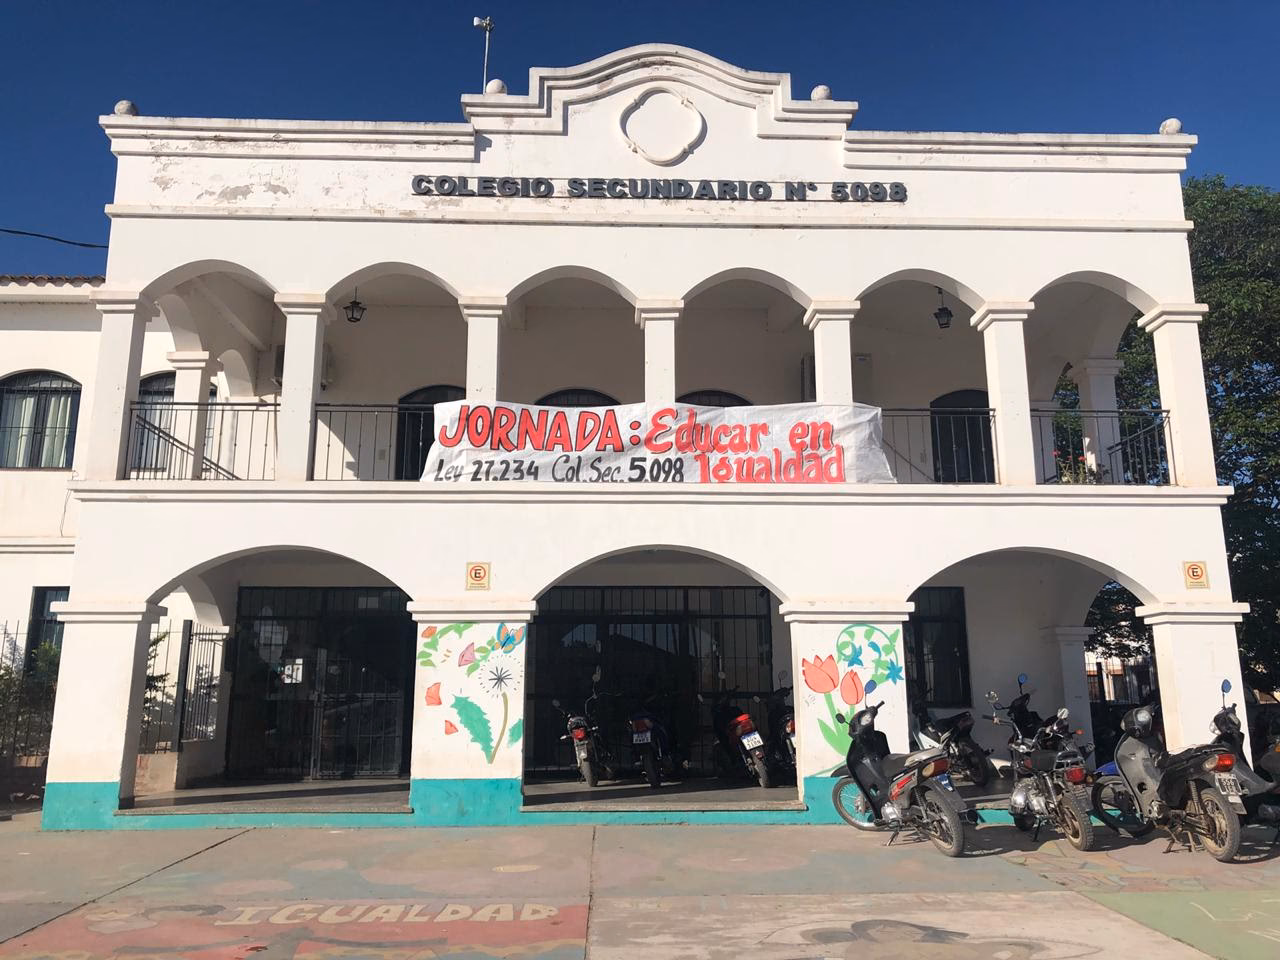 COLEGIO SECUNDARIO N° 5098
JORNADA: Educar en
Ley 27.234 Col. Sec. 5.098 Igualdad
E
E
IGUALDAD